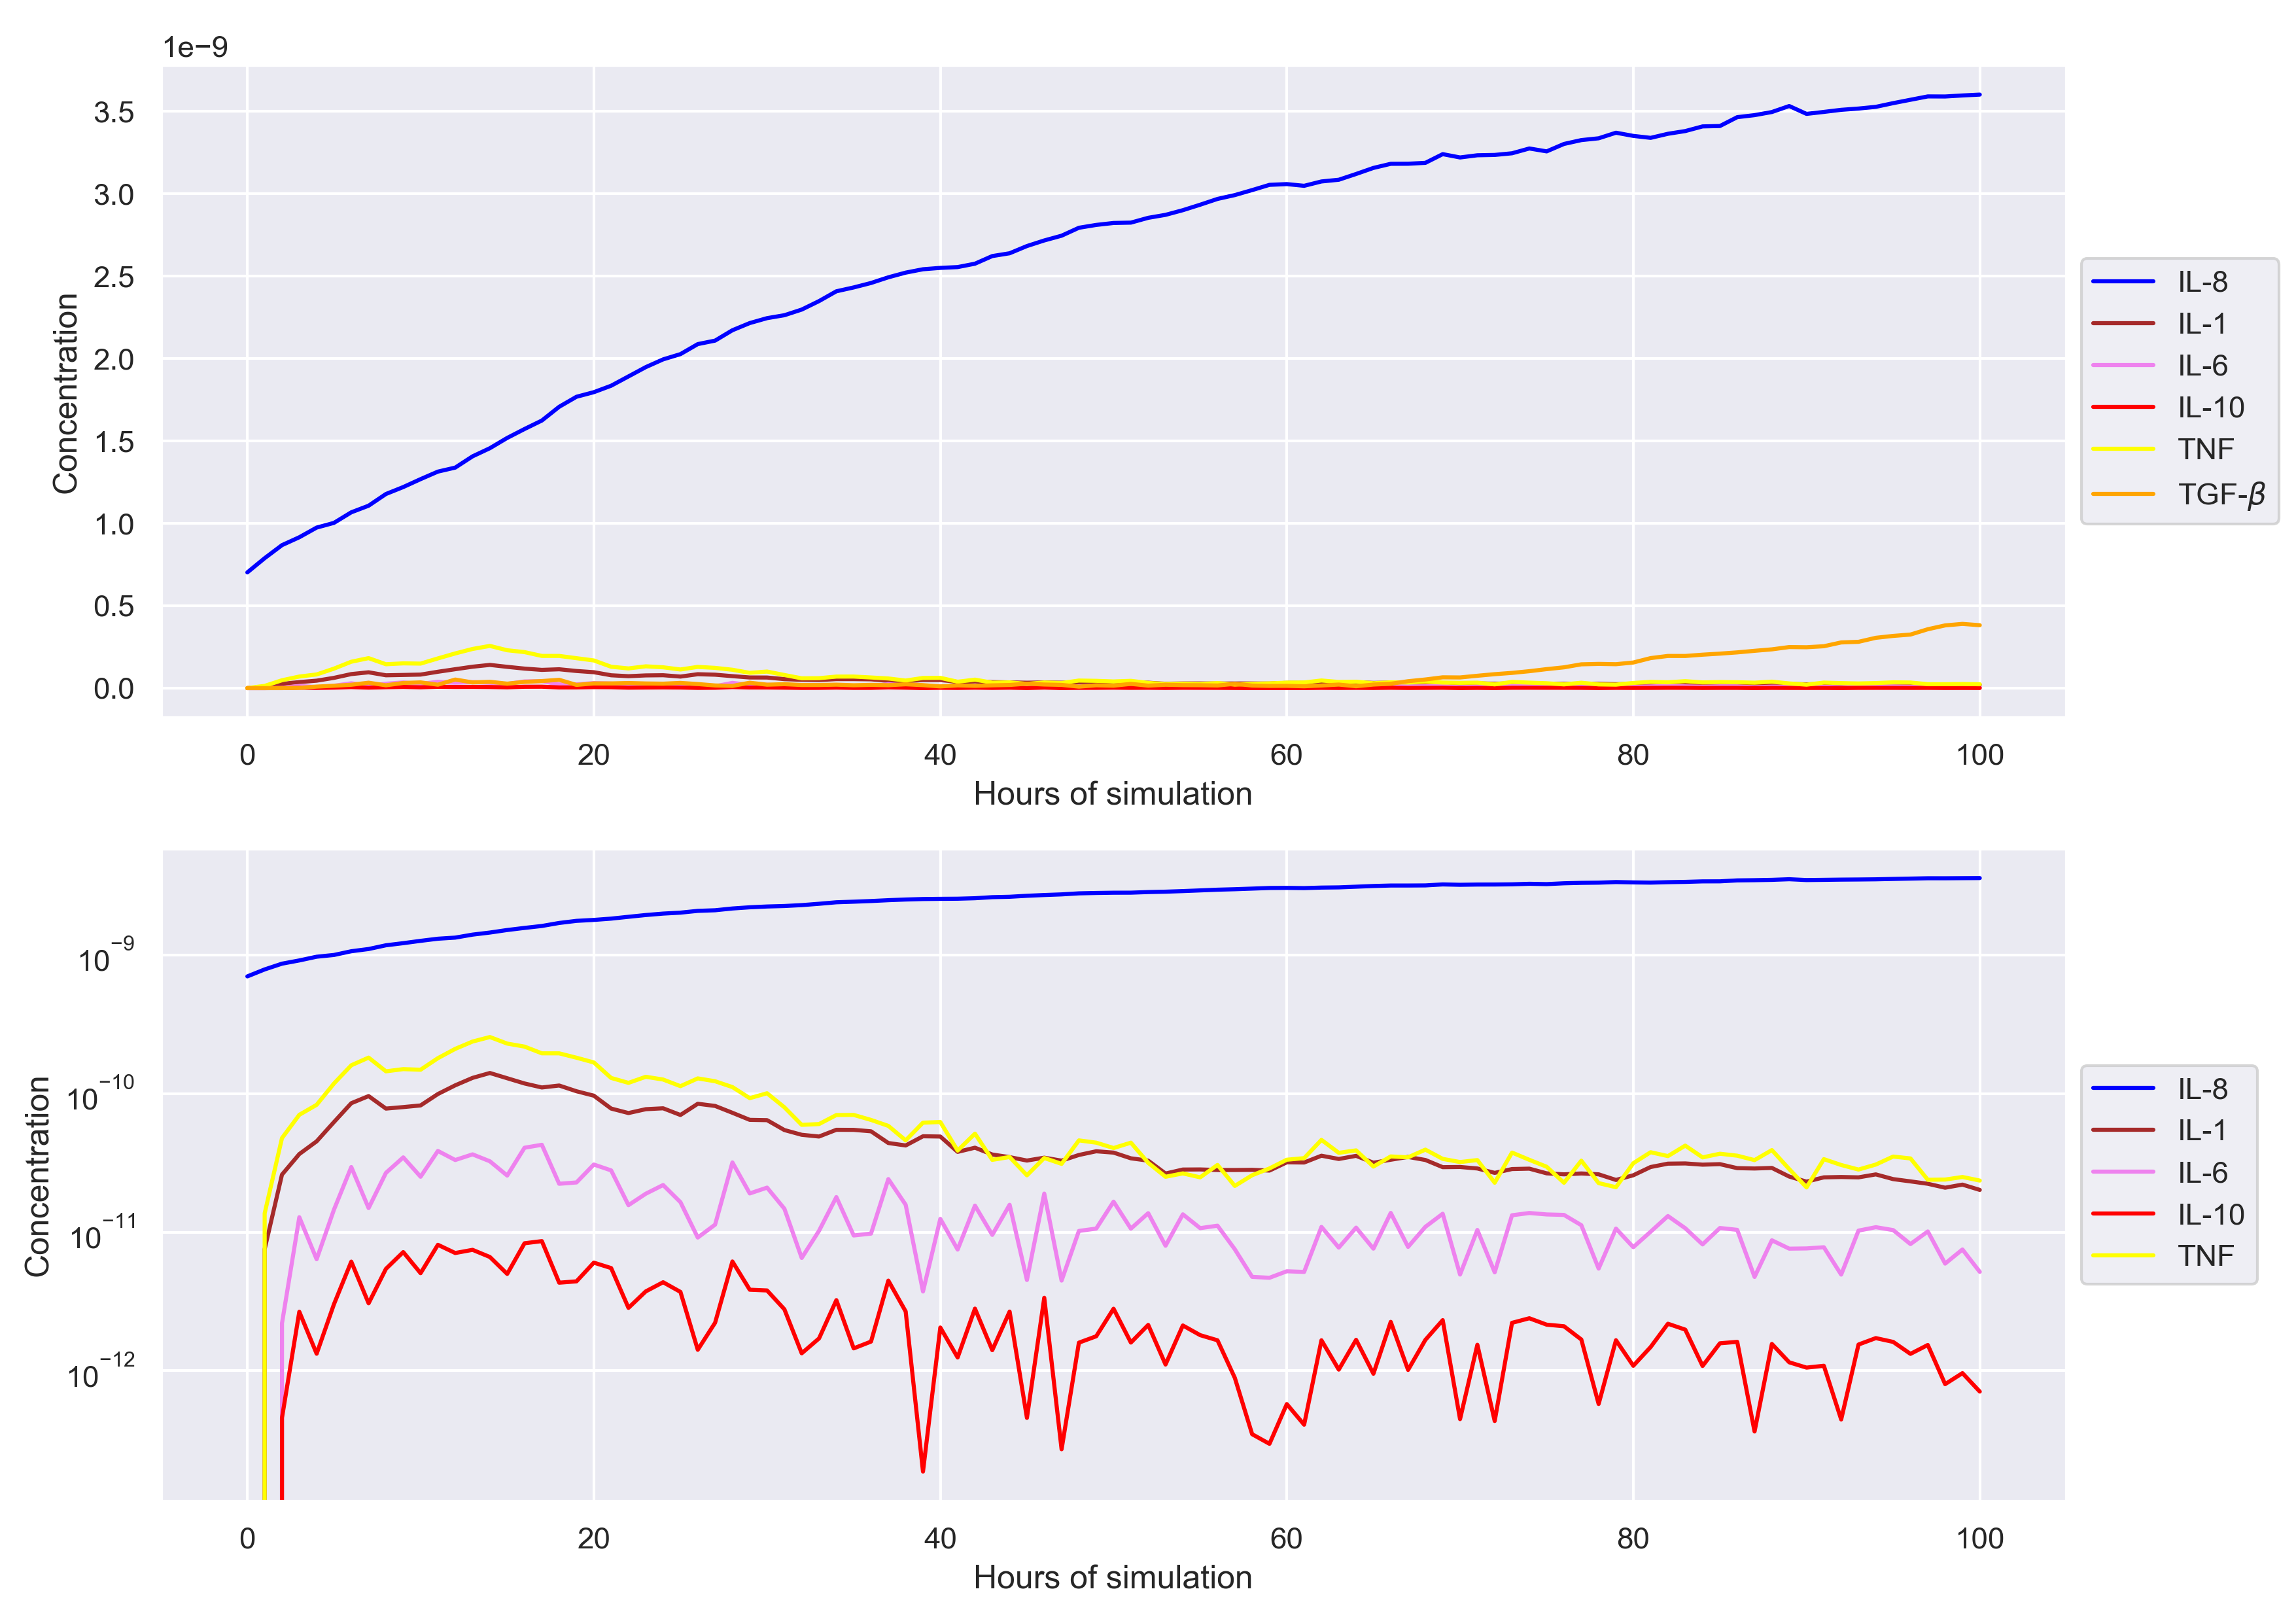 1e−9
Concentration
3.5
3.0
2.5
2.0
1.5
1.0
0.5
0.0
0 20 40 60 80 100
Hours of simulation
IL-8
IL-1
IL-6
IL-10
TNF
TGF-β
Concentration
10⁻⁹
10⁻¹⁰
10⁻¹¹
10⁻¹²
0 20 40 60 80 100
Hours of simulation
IL-8
IL-1
IL-6
IL-10
TNF